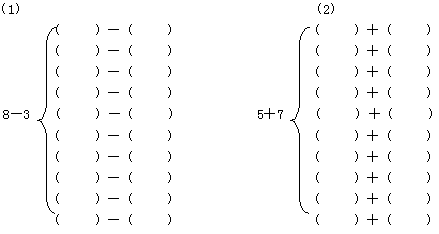 (1) (2)
( ) － ( ) ( ) ＋ ( )
( ) － ( ) ( ) ＋ ( )
( ) － ( ) ( ) ＋ ( )
( ) － ( ) ( ) ＋ ( )
8－3 ( ) － ( ) 5＋7 ( ) ＋ ( )
( ) － ( ) ( ) ＋ ( )
( ) － ( ) ( ) ＋ ( )
( ) － ( ) ( ) ＋ ( )
( ) － ( ) ( ) ＋ ( )
( ) － ( ) ( ) ＋ ( )